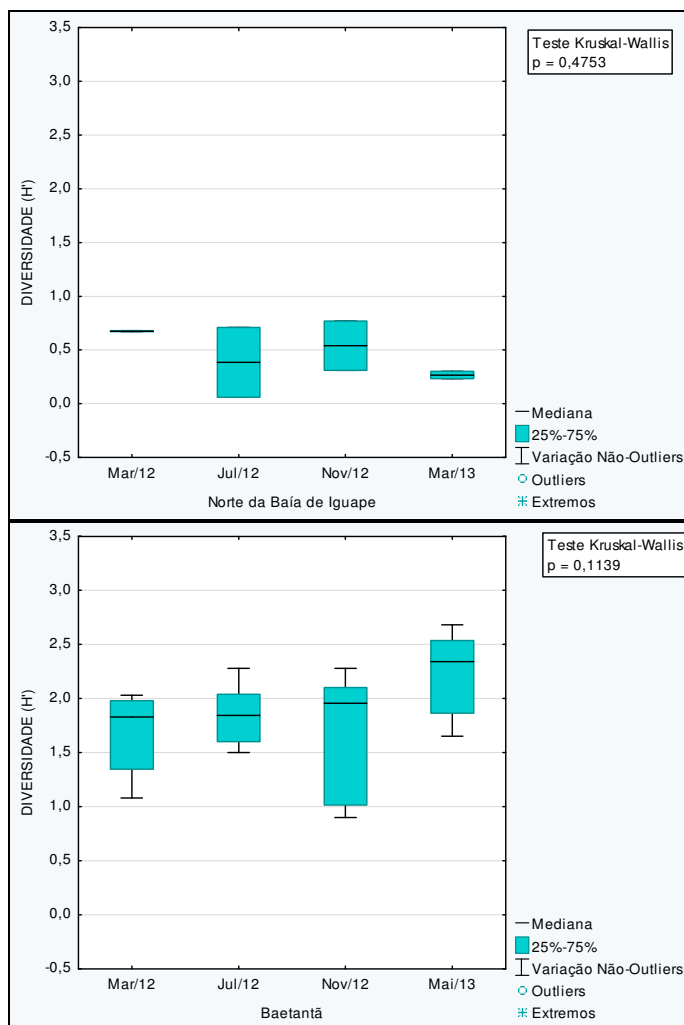 3,5
3,0
2,5
2,0
1,5
1,0
0,5
0,0
-0,5
DIVERSIDADE (H')
Mar/12 Jul/12 Nov/12 Mar/13
Norte da Baía de Iguape
Teste Kruskal-Wallis
p = 0,4753
Mediana
25%-75%
Variação Não-Outliers
Outliers
Extremos
3,5
3,0
2,5
2,0
1,5
1,0
0,5
0,0
-0,5
DIVERSIDADE (H')
Mar/12 Jul/12 Nov/12 Mai/13
Baetantã
Teste Kruskal-Wallis
p = 0,1139
Mediana
25%-75%
Variação Não-Outliers
Outliers
Extremos